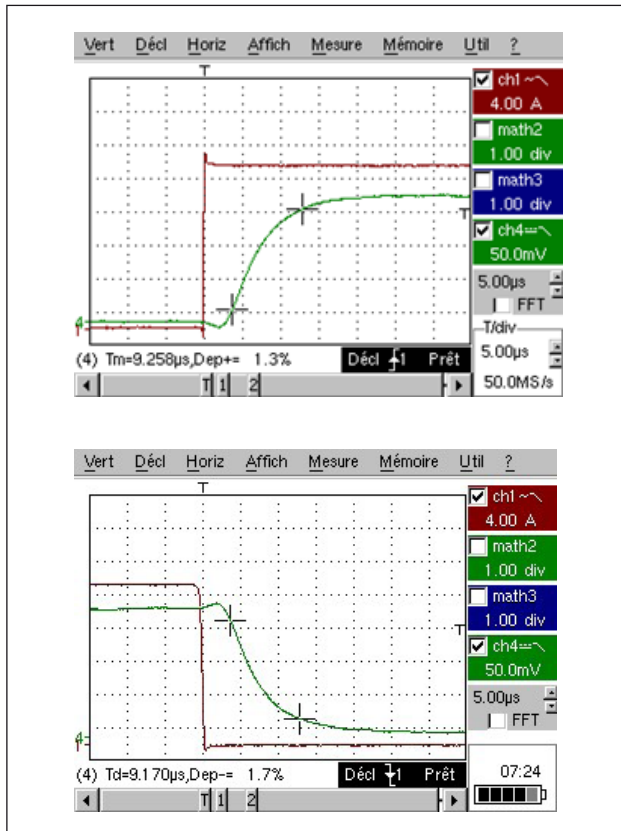 Vert Décl Horiz Affich Mesure Mémoire Util ?
T
ch1
4.00 A
math2
1.00 div
math3
1.00 div
ch4
50.0mV
T
5.00µs
FFT
4
T/div
5.00µs
50.0MS/s
(4) Tm=9.258µs,Dep+= 1.3% Décl 1 Prêt
T 1 2
Vert Décl Horiz Affich Mesure Mémoire Util ?
T
ch1
4.00 A
math2
1.00 div
math3
1.00 div
ch4
50.0mV
T
5.00µs
FFT
4
07:24
(4) Td=9.170µs,Dep-= 1.7% Décl 1 Prêt
T 1 2